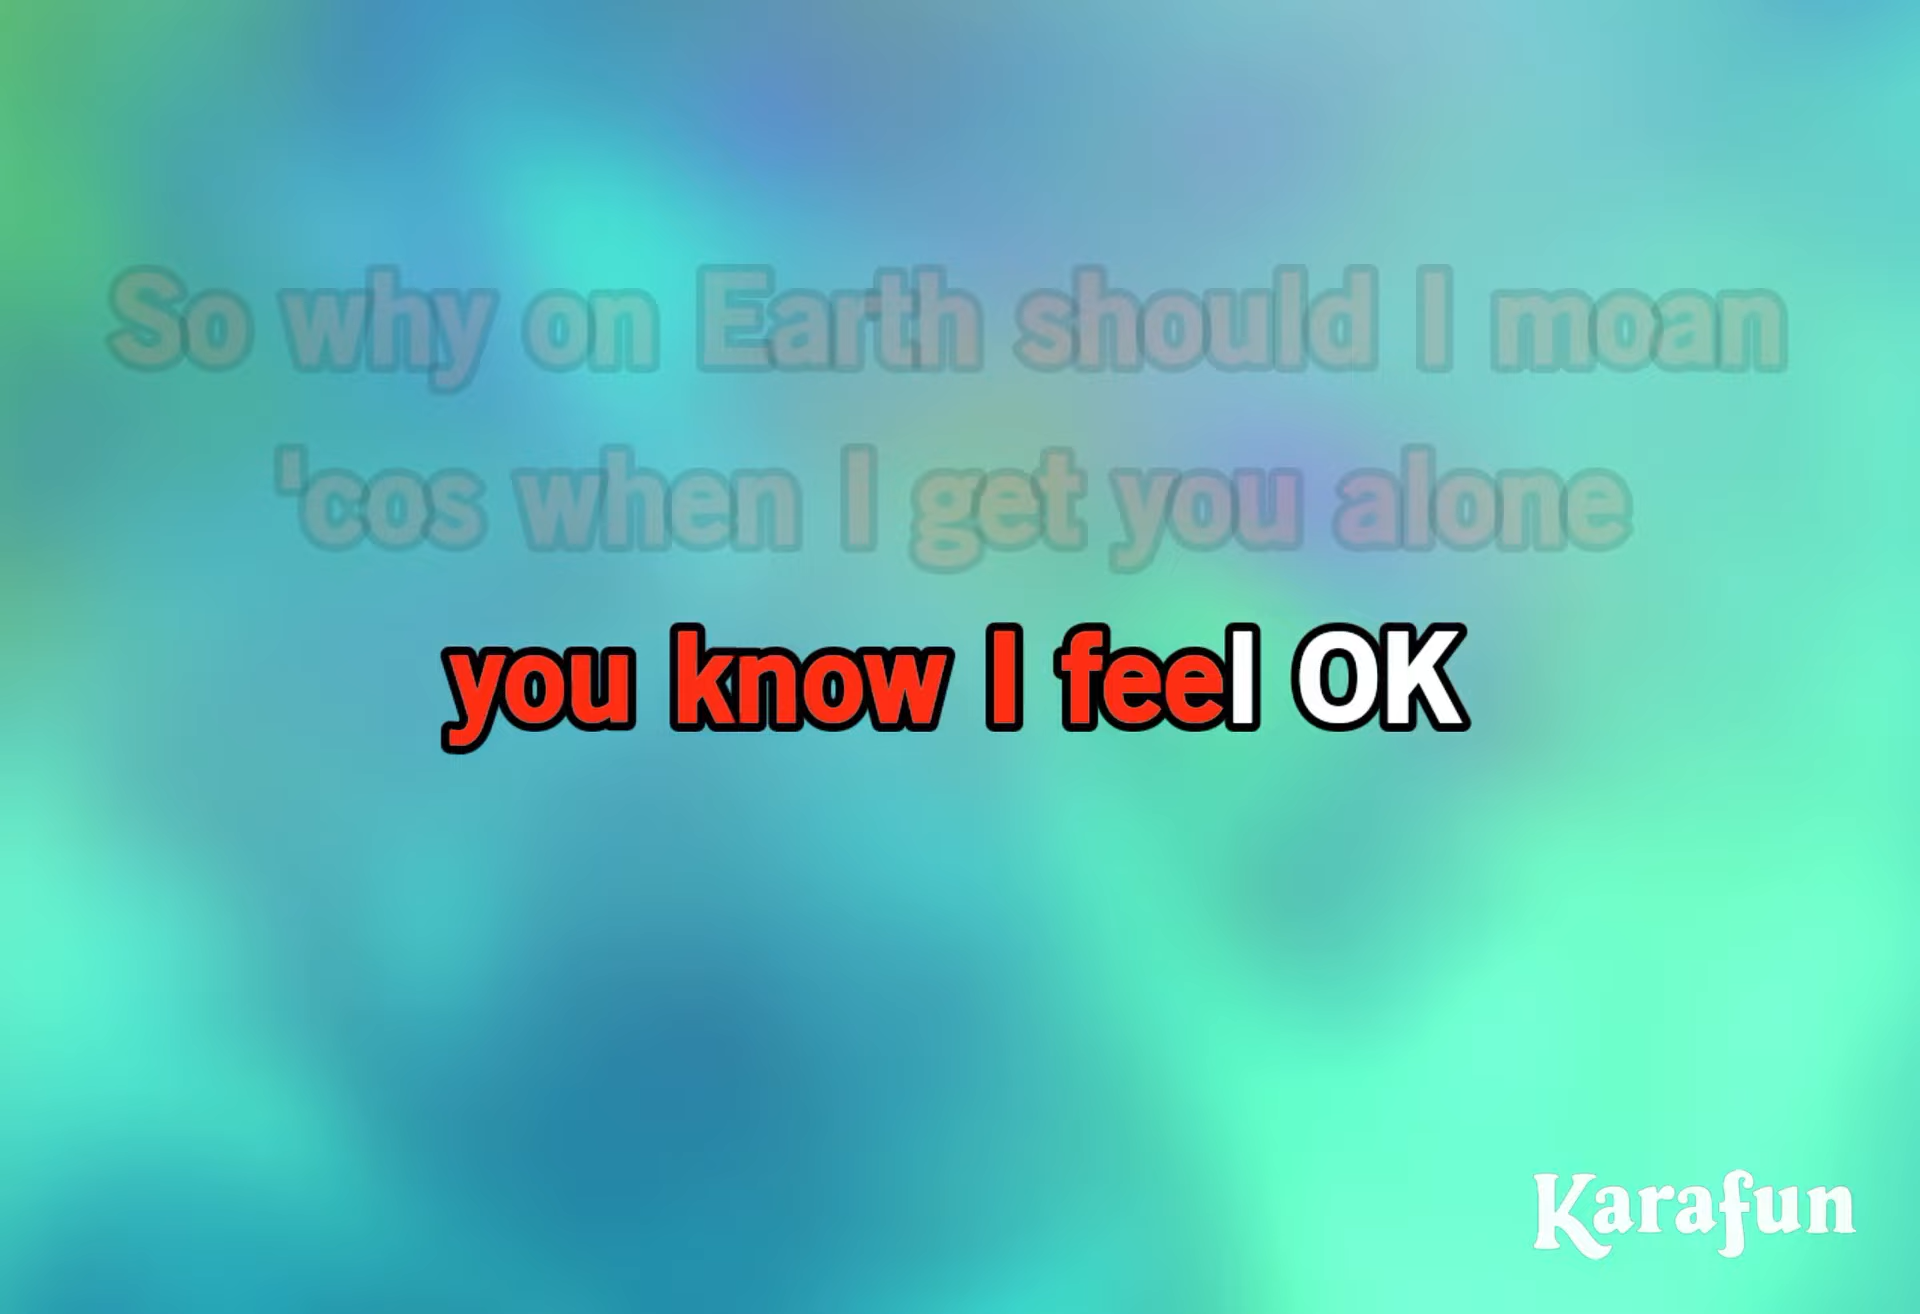 So why on Earth should I moan
'cos when I get you alone
you know I feel OK
Karafun